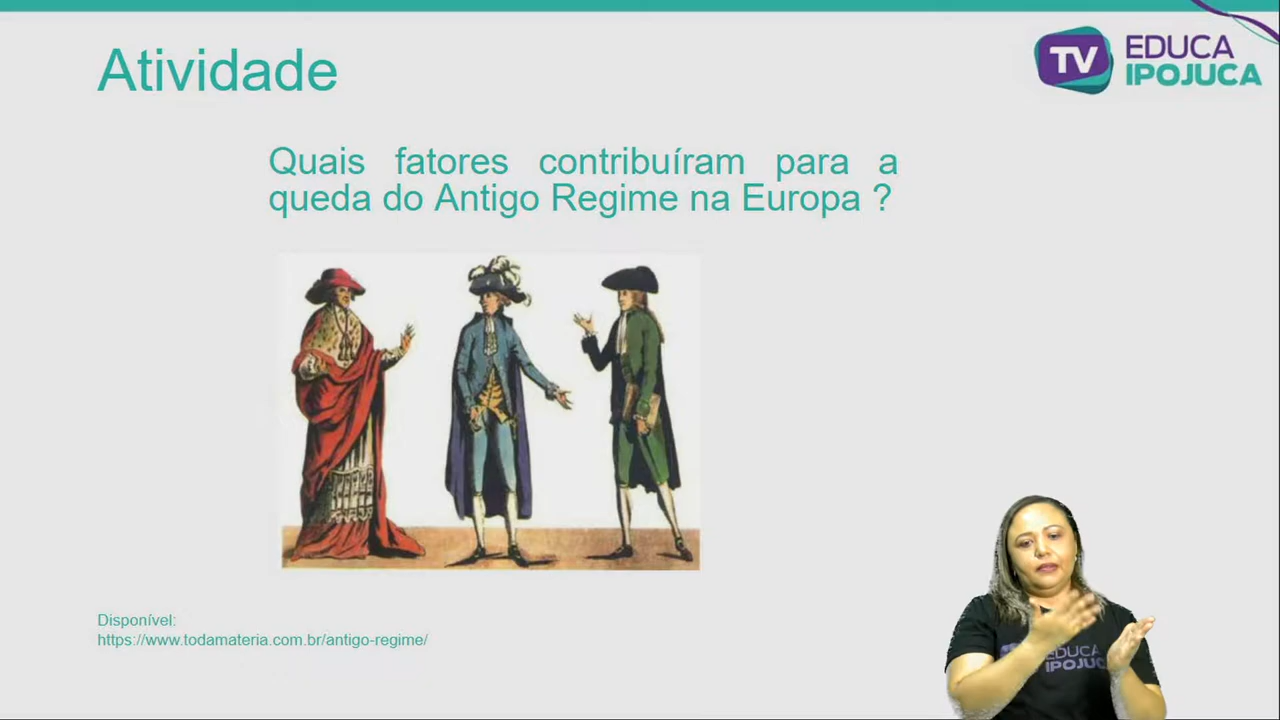 Atividade
TV EDUCA
IPOJUCA
Quais fatores contribuíram para a
queda do Antigo Regime na Europa ?
Disponível:
https://www.todamateria.com.br/antigo-regime/
EDUCA
IPOJUCA